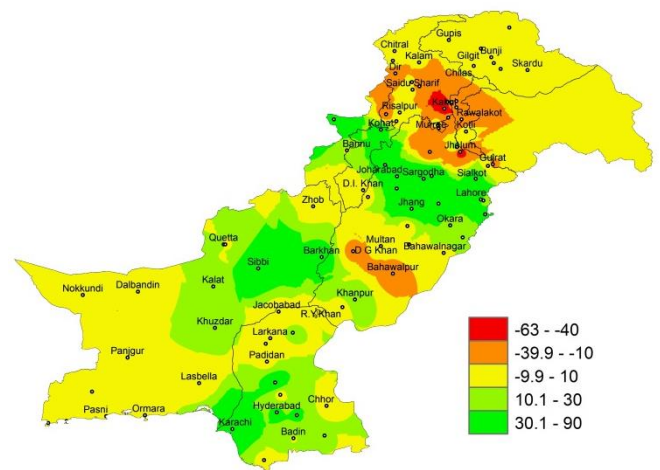 Gupis
Chitral
Kalam
Gilgit
Bunji
Skardu
Dir
Chilas
Saidu Sharif
Kakul
Risalpur
Rawalakot
Kohat
Kotli
Bannu
Jhelum
Gujrat
Joharabad
Sargodha
Sialkot
D.I. Khan
Lahore
Zhob
Jhang
Okara
Quetta
Multan
Barkhan
D G Khan
Bahawalnagar
Sibbi
Bahawalpur
Nokkundi
Dalbandin
Kalat
Khanpur
Jacobabad
R.Y.Khan
Khuzdar
Larkana
Panjgur
Padidan
Lasbella
Hyderabad
Chhor
Pasni
Ormara
Karachi
Badin
-63 - -40
-39.9 - -10
-9.9 - 10
10.1 - 30
30.1 - 90